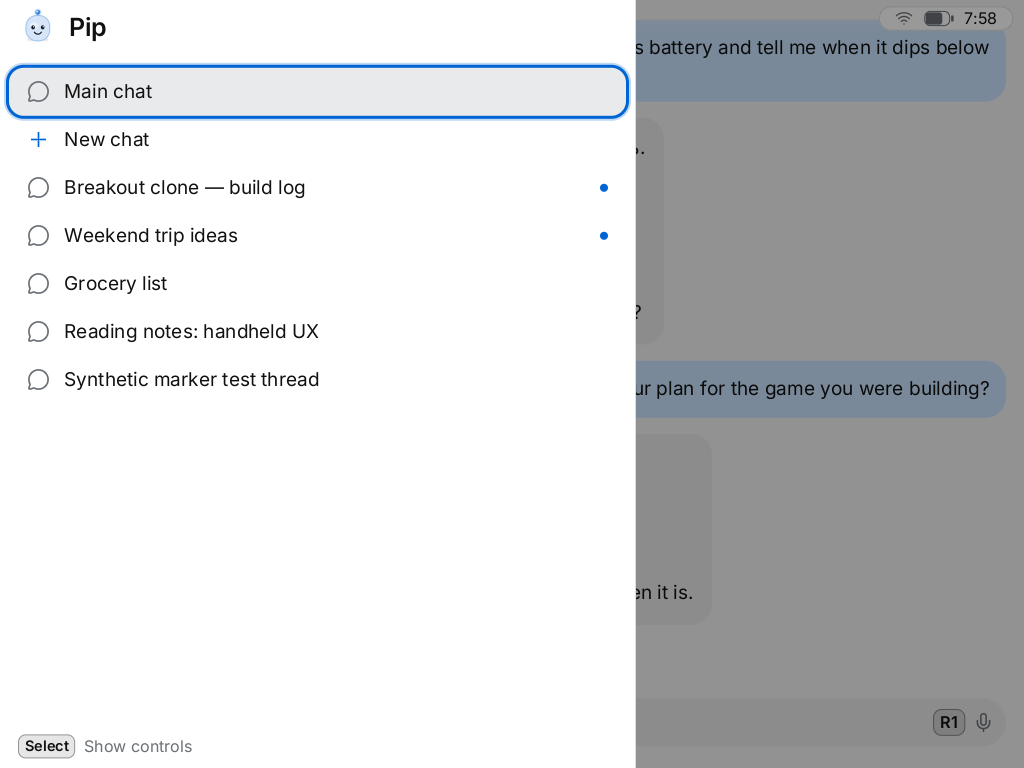 Pip
7:58
s battery and tell me when it dips below
Main chat
New chat
Breakout clone — build log
Weekend trip ideas
Grocery list
?
Reading notes: handheld UX
Synthetic marker test thread
ur plan for the game you were building?
en it is.
R1
Select Show controls